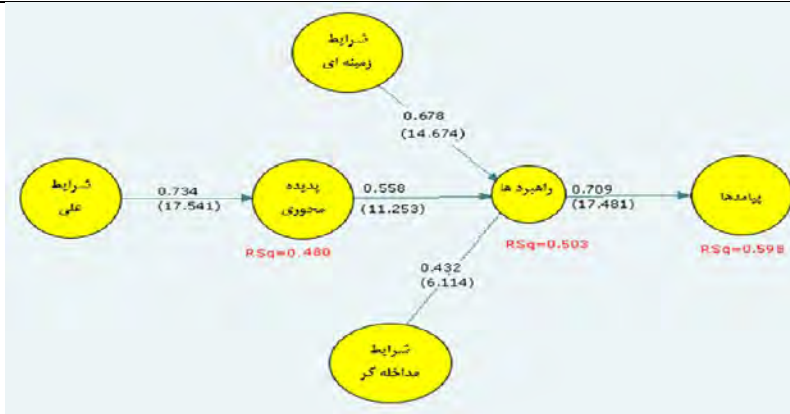 شرایط
زمینه ای
0.678
(14.674)
شرایط
علی
0.734
(17.541)
پدیده
محوری
RSq=0.480
0.558
(11.253)
راهبرد ها
RSq=0.503
0.709
(17.481)
پیامدها
RSq=0.598
0.432
(6.114)
شرایط
مداخله گر